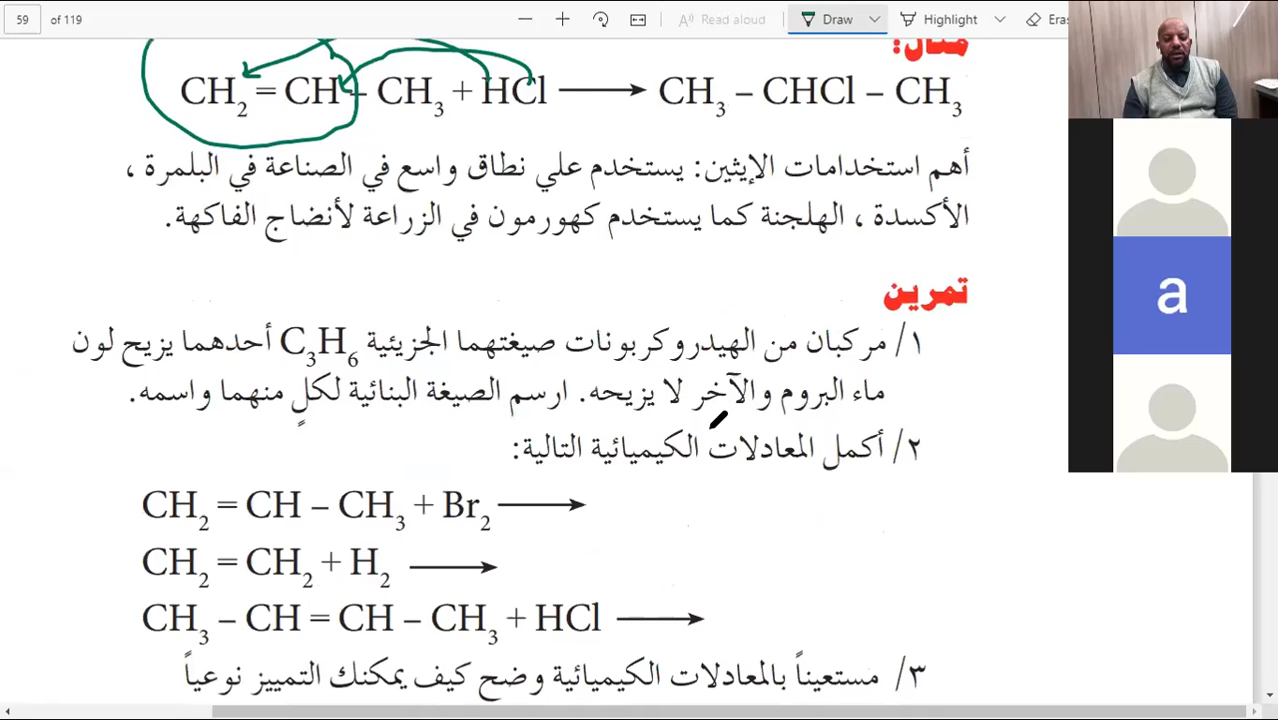 59 of 119
Read aloud
Draw
Highlight
Eras
مثال:
CH₂ = CH – CH₃ + HCl ⟶ CH₃ – CHCl – CH₃
أهم استخدامات الإيثين: يستخدم علي نطاق واسع في الصناعة في البلمرة ،
الأكسدة ، الهلجنة كما يستخدم كهورمون في الزراعة لأنضاج الفاكهة.
تمرين
١/ مركبان من الهيدروكربونات صيغتهما الجزيئية C₃H₆ أحدهما يزيح لون
ماء البروم والآخر لا يزيحه. ارسم الصيغة البنائية لكلٍ منهما واسمه.
٢/ أكمل المعادلات الكيميائية التالية:
CH₂ = CH – CH₃ + Br₂ ⟶
CH₂ = CH₂ + H₂ ⟶
CH₃ – CH = CH – CH₃ + HCl ⟶
٣/ مستعيناً بالمعادلات الكيميائية وضح كيف يمكنك التمييز نوعياً
a